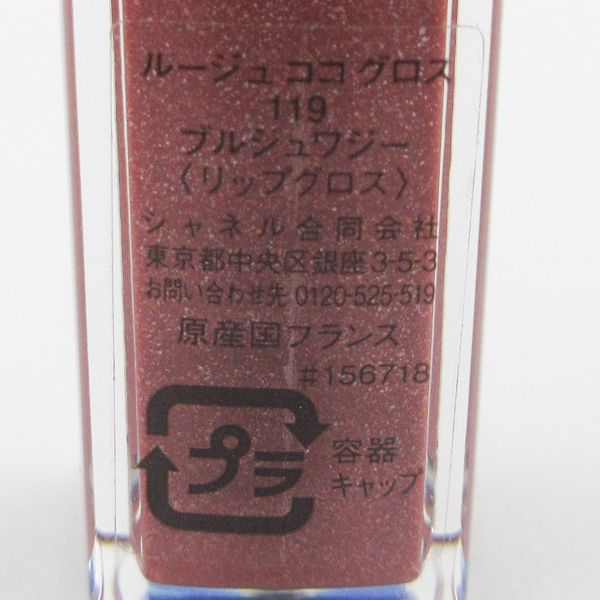 ルージュ ココ グロス
119
ブルシュワジー
〈リップグロス〉
シャネル合同会社
東京都中央区銀座3-5-3
お問い合わせ先 0120-525-519
原産国フランス
#156718
プラ
容器
キャップ